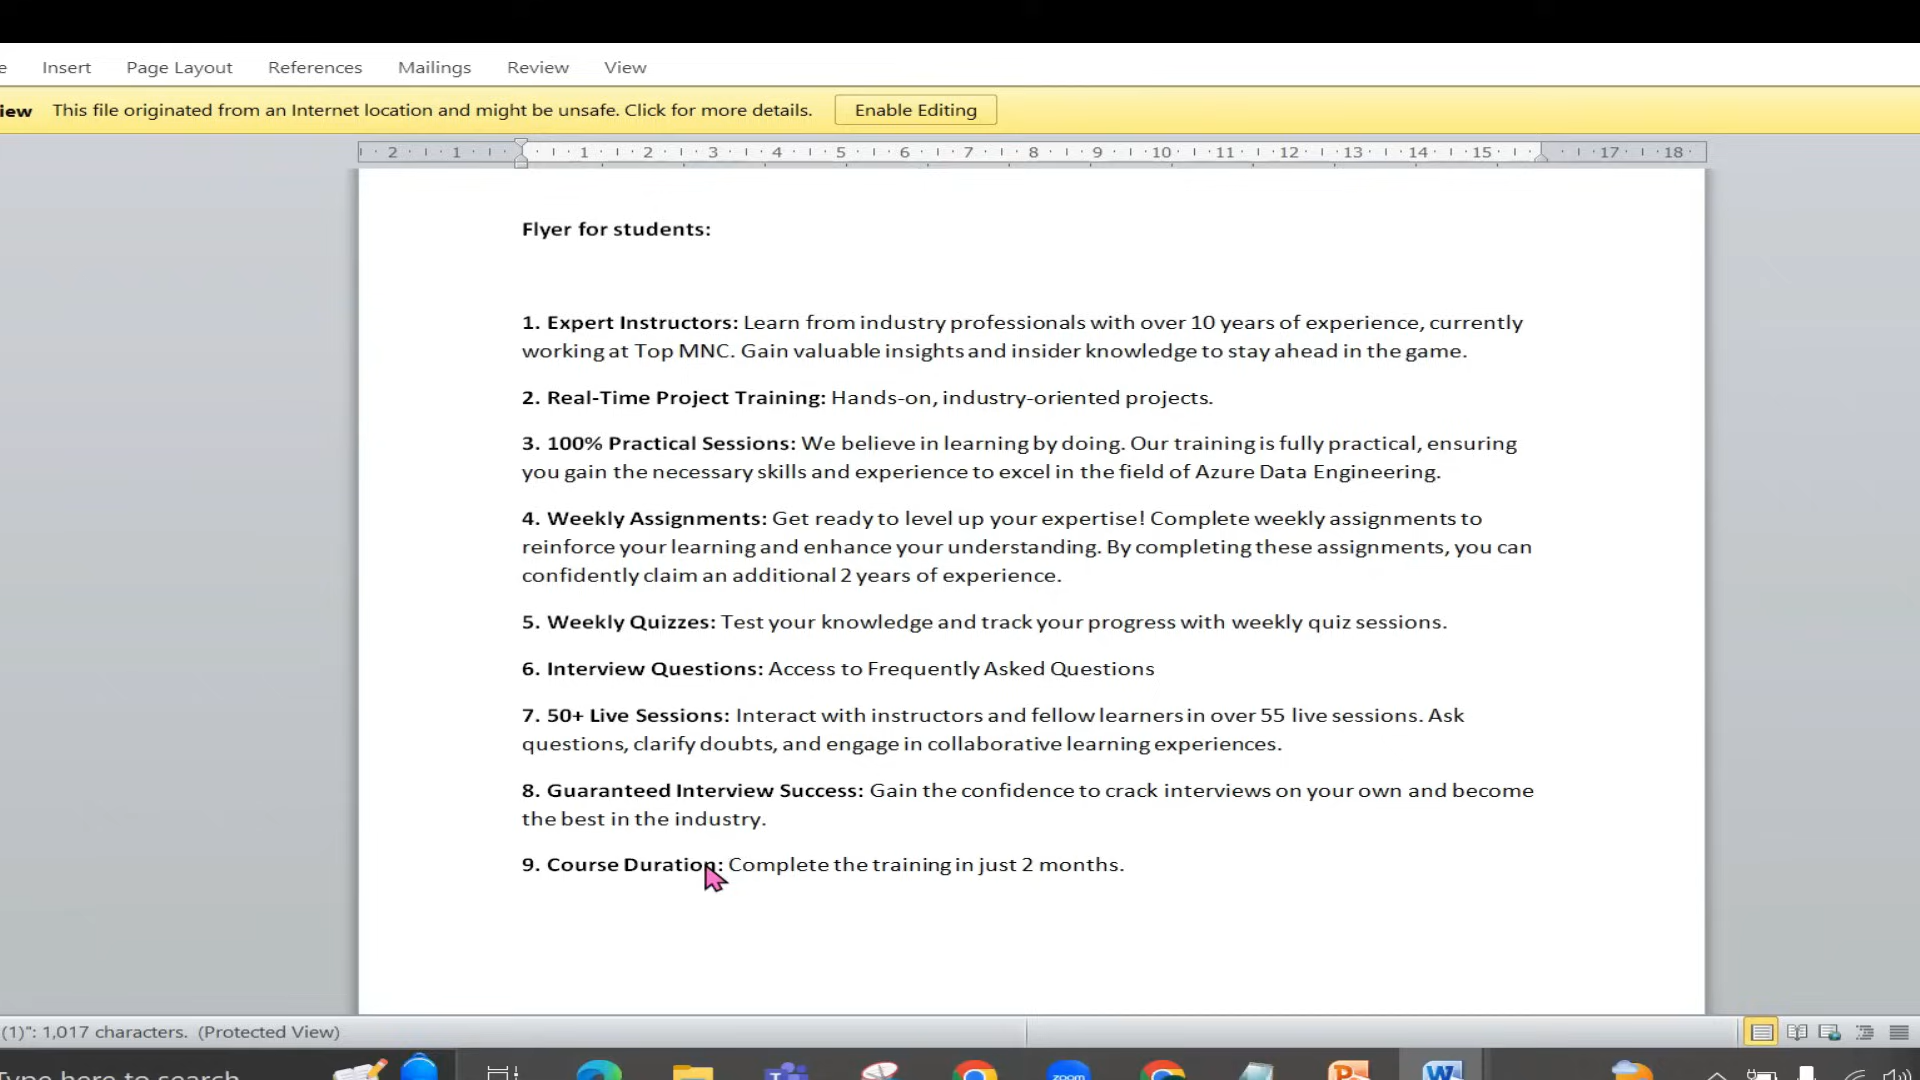 Insert Page Layout References Mailings Review View
iew This file originated from an Internet location and might be unsafe. Click for more details. Enable Editing
2 1 1 2 3 4 5 6 7 8 9 10 11 12 13 14 15 17 18
Flyer for students:
1. Expert Instructors: Learn from industry professionals with over 10 years of experience, currently
working at Top MNC. Gain valuable insights and insider knowledge to stay ahead in the game.
2. Real-Time Project Training: Hands-on, industry-oriented projects.
3. 100% Practical Sessions: We believe in learning by doing. Our training is fully practical, ensuring
you gain the necessary skills and experience to excel in the field of Azure Data Engineering.
4. Weekly Assignments: Get ready to level up your expertise! Complete weekly assignments to
reinforce your learning and enhance your understanding. By completing these assignments, you can
confidently claim an additional 2 years of experience.
5. Weekly Quizzes: Test your knowledge and track your progress with weekly quiz sessions.
6. Interview Questions: Access to Frequently Asked Questions
7. 50+ Live Sessions: Interact with instructors and fellow learners in over 55 live sessions. Ask
questions, clarify doubts, and engage in collaborative learning experiences.
8. Guaranteed Interview Success: Gain the confidence to crack interviews on your own and become
the best in the industry.
9. Course Duration: Complete the training in just 2 months.
(1)": 1,017 characters. (Protected View)
Type here to search
zoom